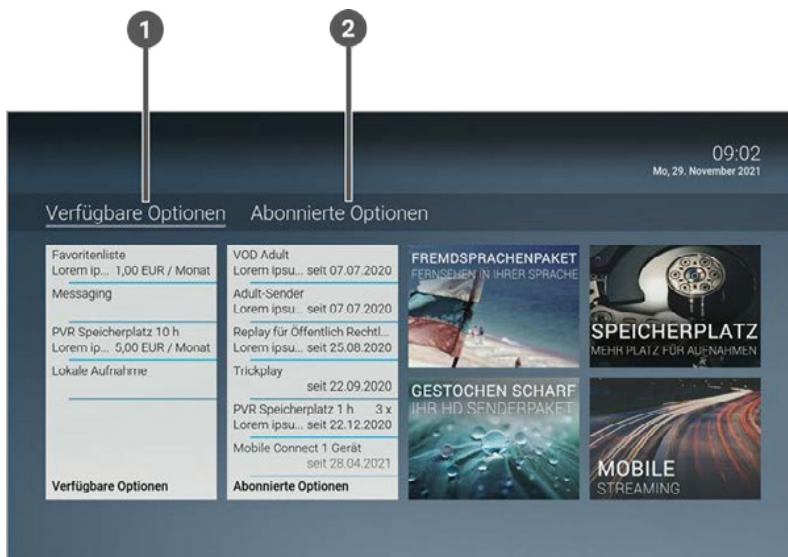 1
2
09:02
Mo, 29. November 2021
Verfügbare Optionen
Abonnierte Optionen
Favoritenliste
Lorem ip... 1,00 EUR / Monat
Messaging
PVR Speicherplatz 10 h
Lorem ip... 5,00 EUR / Monat
Lokale Aufnahme
Verfügbare Optionen
VOD Adult
Lorem ipsu... seit 07.07.2020
Adult-Sender
Lorem ipsu... seit 07.07.2020
Replay für Öffentlich Rechtl...
Lorem ipsu... seit 25.08.2020
Trickplay
seit 22.09.2020
PVR Speicherplatz 1 h 3 x
Lorem ipsu... seit 22.12.2020
Mobile Connect 1 Gerät
seit 28.04.2021
Abonnierte Optionen
FREMDSPRACHENPAKET
FERNSEHEN IN IHRER SPRACHE
SPEICHERPLATZ
MEHR PLATZ FÜR AUFNAHMEN
GESTOCHEN SCHARF
IHR HD SENDERPAKET
MOBILE
STREAMING